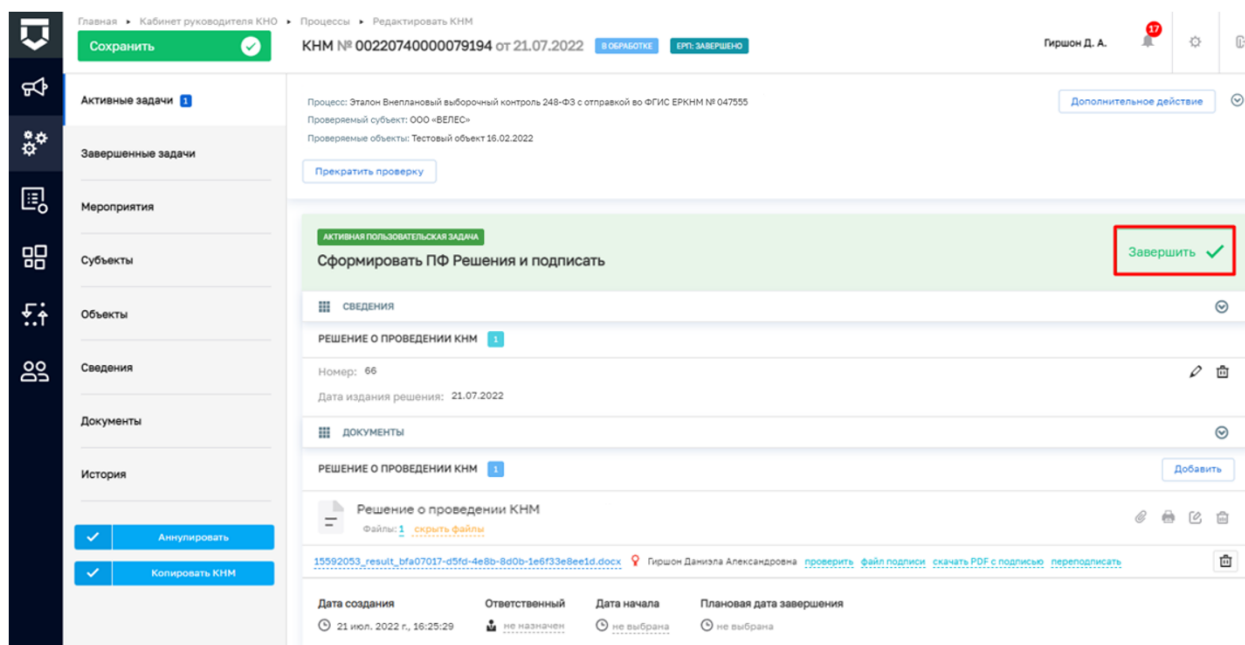 Главная ▸ Кабинет руководителя КНО ▸ Процессы ▸ Редактировать КНМ
Сохранить
КНМ № 00220740000079194 от 21.07.2022 В ОБРАБОТКЕ ЕРП: ЗАВЕРШЕНО
Гиршон Д. А.
17
Активные задачи 1
Завершенные задачи
Мероприятия
Субъекты
Объекты
Сведения
Документы
История
Аннулировать
Копировать КНМ
Процесс: Эталон Внеплановый выборочный контроль 248-ФЗ с отправкой во ФГИС ЕРКНМ № 047555
Проверяемый субъект: ООО «ВЕЛЕС»
Проверяемые объекты: Тестовый объект 16.02.2022
Дополнительное действие
Прекратить проверку
АКТИВНАЯ ПОЛЬЗОВАТЕЛЬСКАЯ ЗАДАЧА
Сформировать ПФ Решения и подписать
Завершить
СВЕДЕНИЯ
РЕШЕНИЕ О ПРОВЕДЕНИИ КНМ 1
Номер: 66
Дата издания решения: 21.07.2022
ДОКУМЕНТЫ
РЕШЕНИЕ О ПРОВЕДЕНИИ КНМ 1
Добавить
Решение о проведении КНМ
Файлы: 1 скрыть файлы
15592053_result_bfa07017-d5fd-4e8b-8d0b-1e6f33e8ee1d.docx Гиршон Даниэла Александровна проверить файл подписи скачать PDF с подписью переподписать
Дата создания Ответственный Дата начала Плановая дата завершения
21 июл. 2022 г., 16:25:29 не назначен не выбрана не выбрана